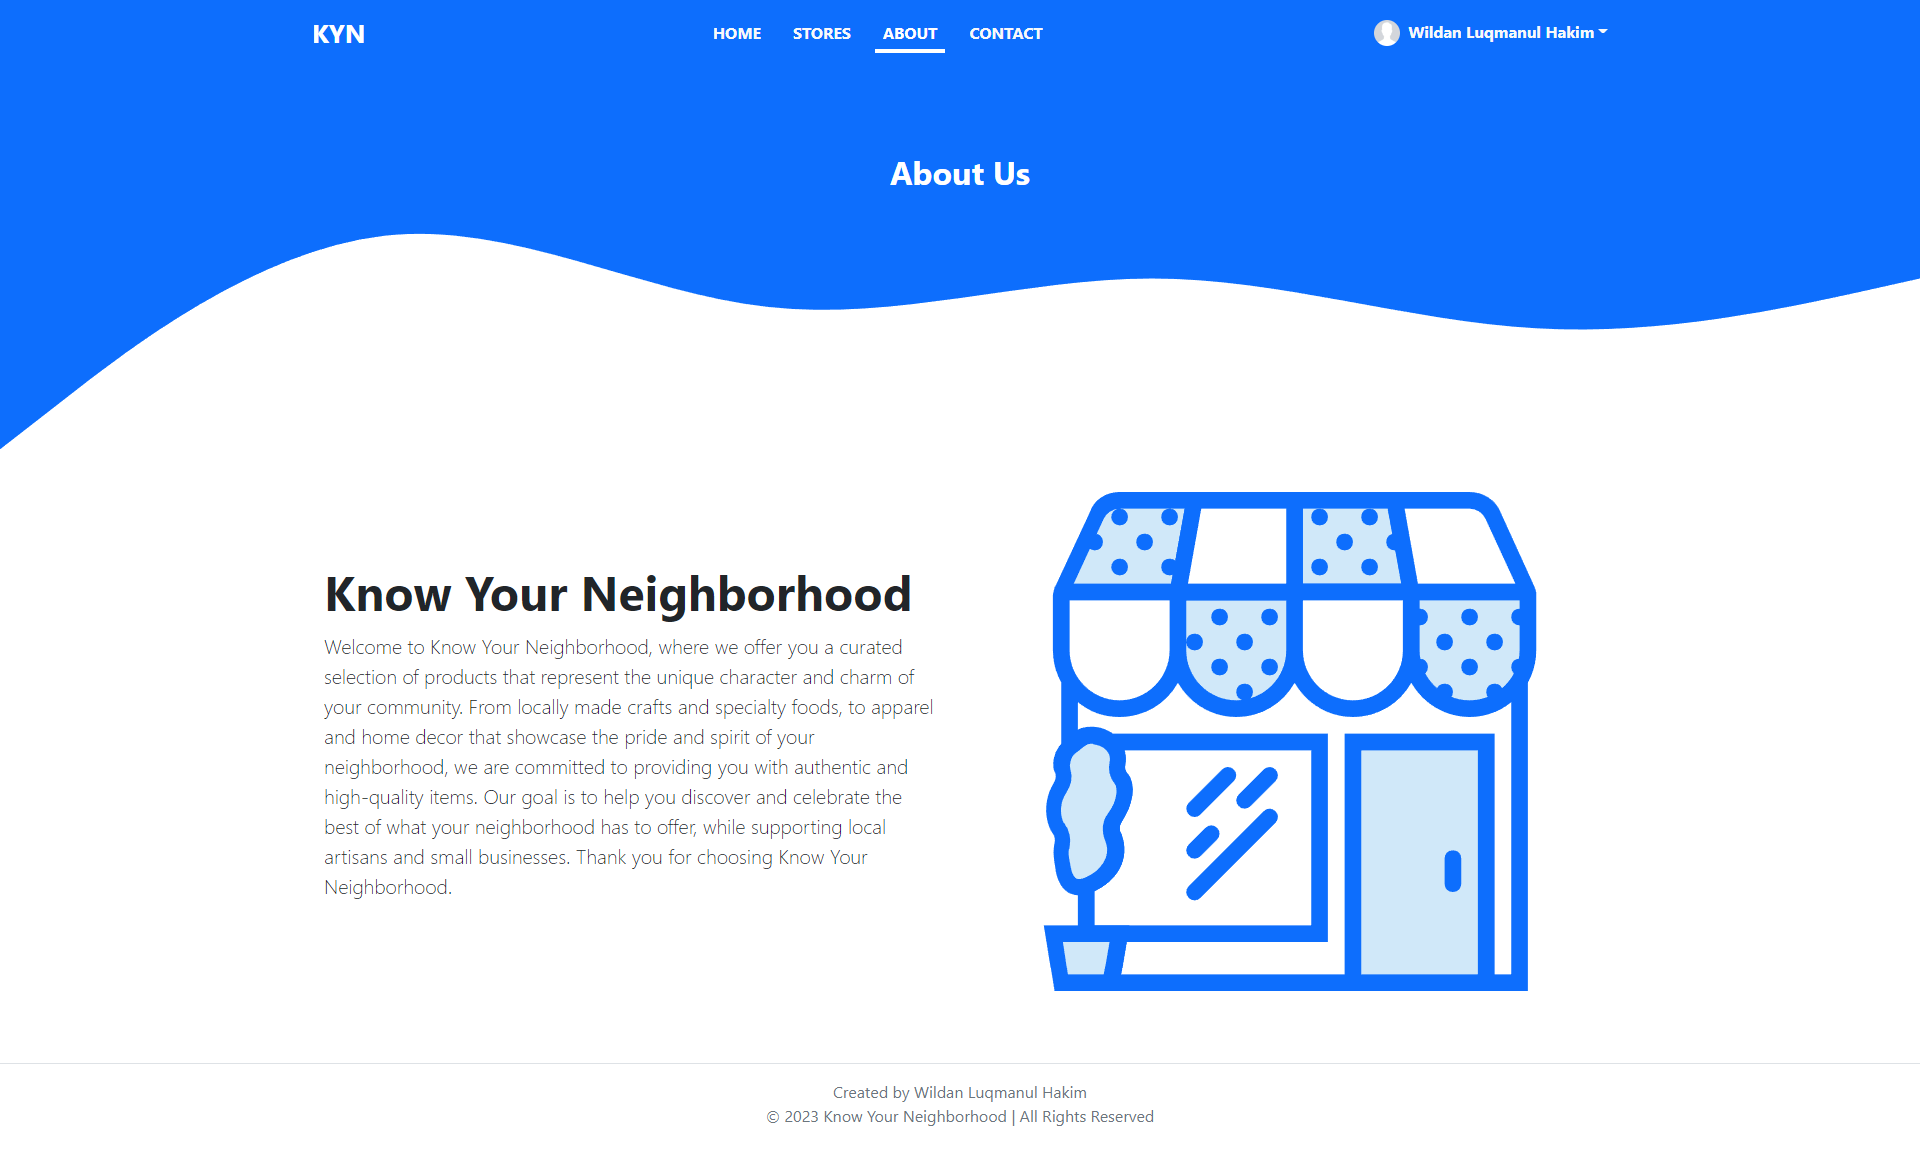 KYN
HOME STORES ABOUT CONTACT
Wildan Luqmanul Hakim
About Us
Know Your Neighborhood
Welcome to Know Your Neighborhood, where we offer you a curated
selection of products that represent the unique character and charm of
your community. From locally made crafts and specialty foods, to apparel
and home decor that showcase the pride and spirit of your
neighborhood, we are committed to providing you with authentic and
high-quality items. Our goal is to help you discover and celebrate the
best of what your neighborhood has to offer, while supporting local
artisans and small businesses. Thank you for choosing Know Your
Neighborhood.
Created by Wildan Luqmanul Hakim
© 2023 Know Your Neighborhood | All Rights Reserved